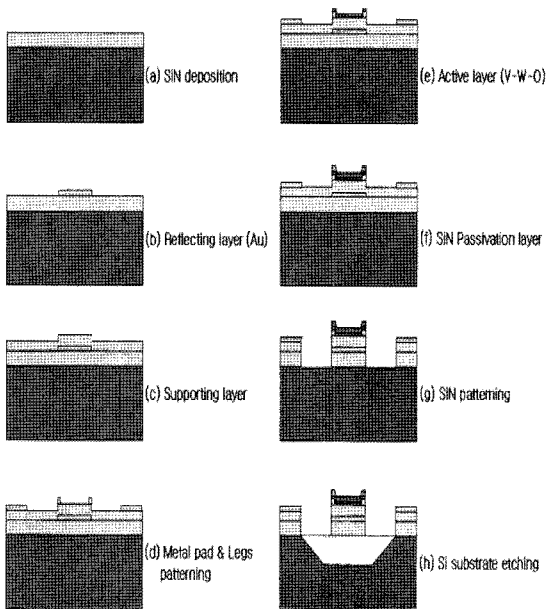 (a) SiN deposition
(b) Reflecting layer (Au)
(c) Supporting layer
(d) Metal pad & Legs
patterning
(e) Active layer (V-W-O)
(f) SiN Passivation layer
(g) SiN patterning
(h) Si substrate etching